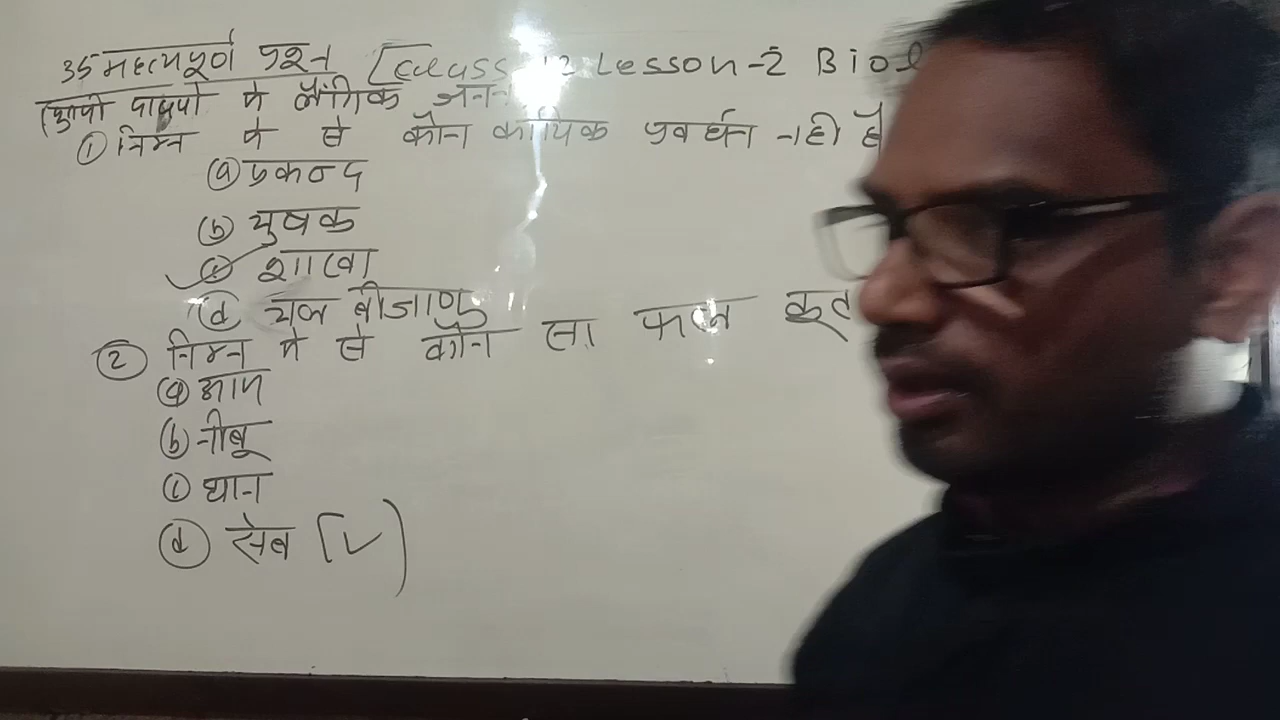 35 महत्वपूर्ण प्रश्न [Class 12 Lesson-2 Biol
(पुष्पी पादपो मे लैंगिक जनन
① निम्न मे से कौन कायिक प्रवर्धन नही है
ⓐ प्रकन्द
ⓑ
ⓒ शाखा
ⓓ चल बीजाणु
② निम्न मे से कौन सा फल कूट
ⓐ आम
ⓑ नीबू
ⓒ धान
ⓓ सेब [✓)